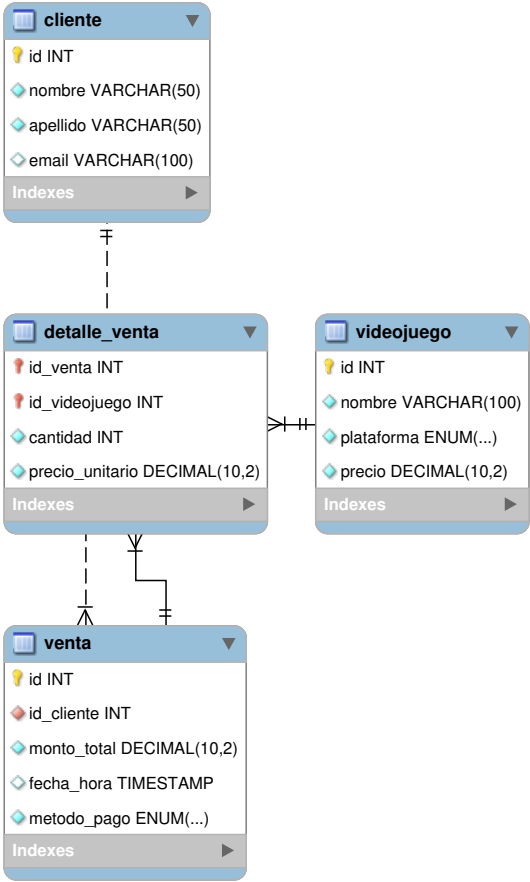 cliente
id INT
nombre VARCHAR(50)
apellido VARCHAR(50)
email VARCHAR(100)
Indexes
detalle_venta
id_venta INT
id_videojuego INT
cantidad INT
precio_unitario DECIMAL(10,2)
Indexes
videojuego
id INT
nombre VARCHAR(100)
plataforma ENUM(...)
precio DECIMAL(10,2)
Indexes
venta
id INT
id_cliente INT
monto_total DECIMAL(10,2)
fecha_hora TIMESTAMP
metodo_pago ENUM(...)
Indexes